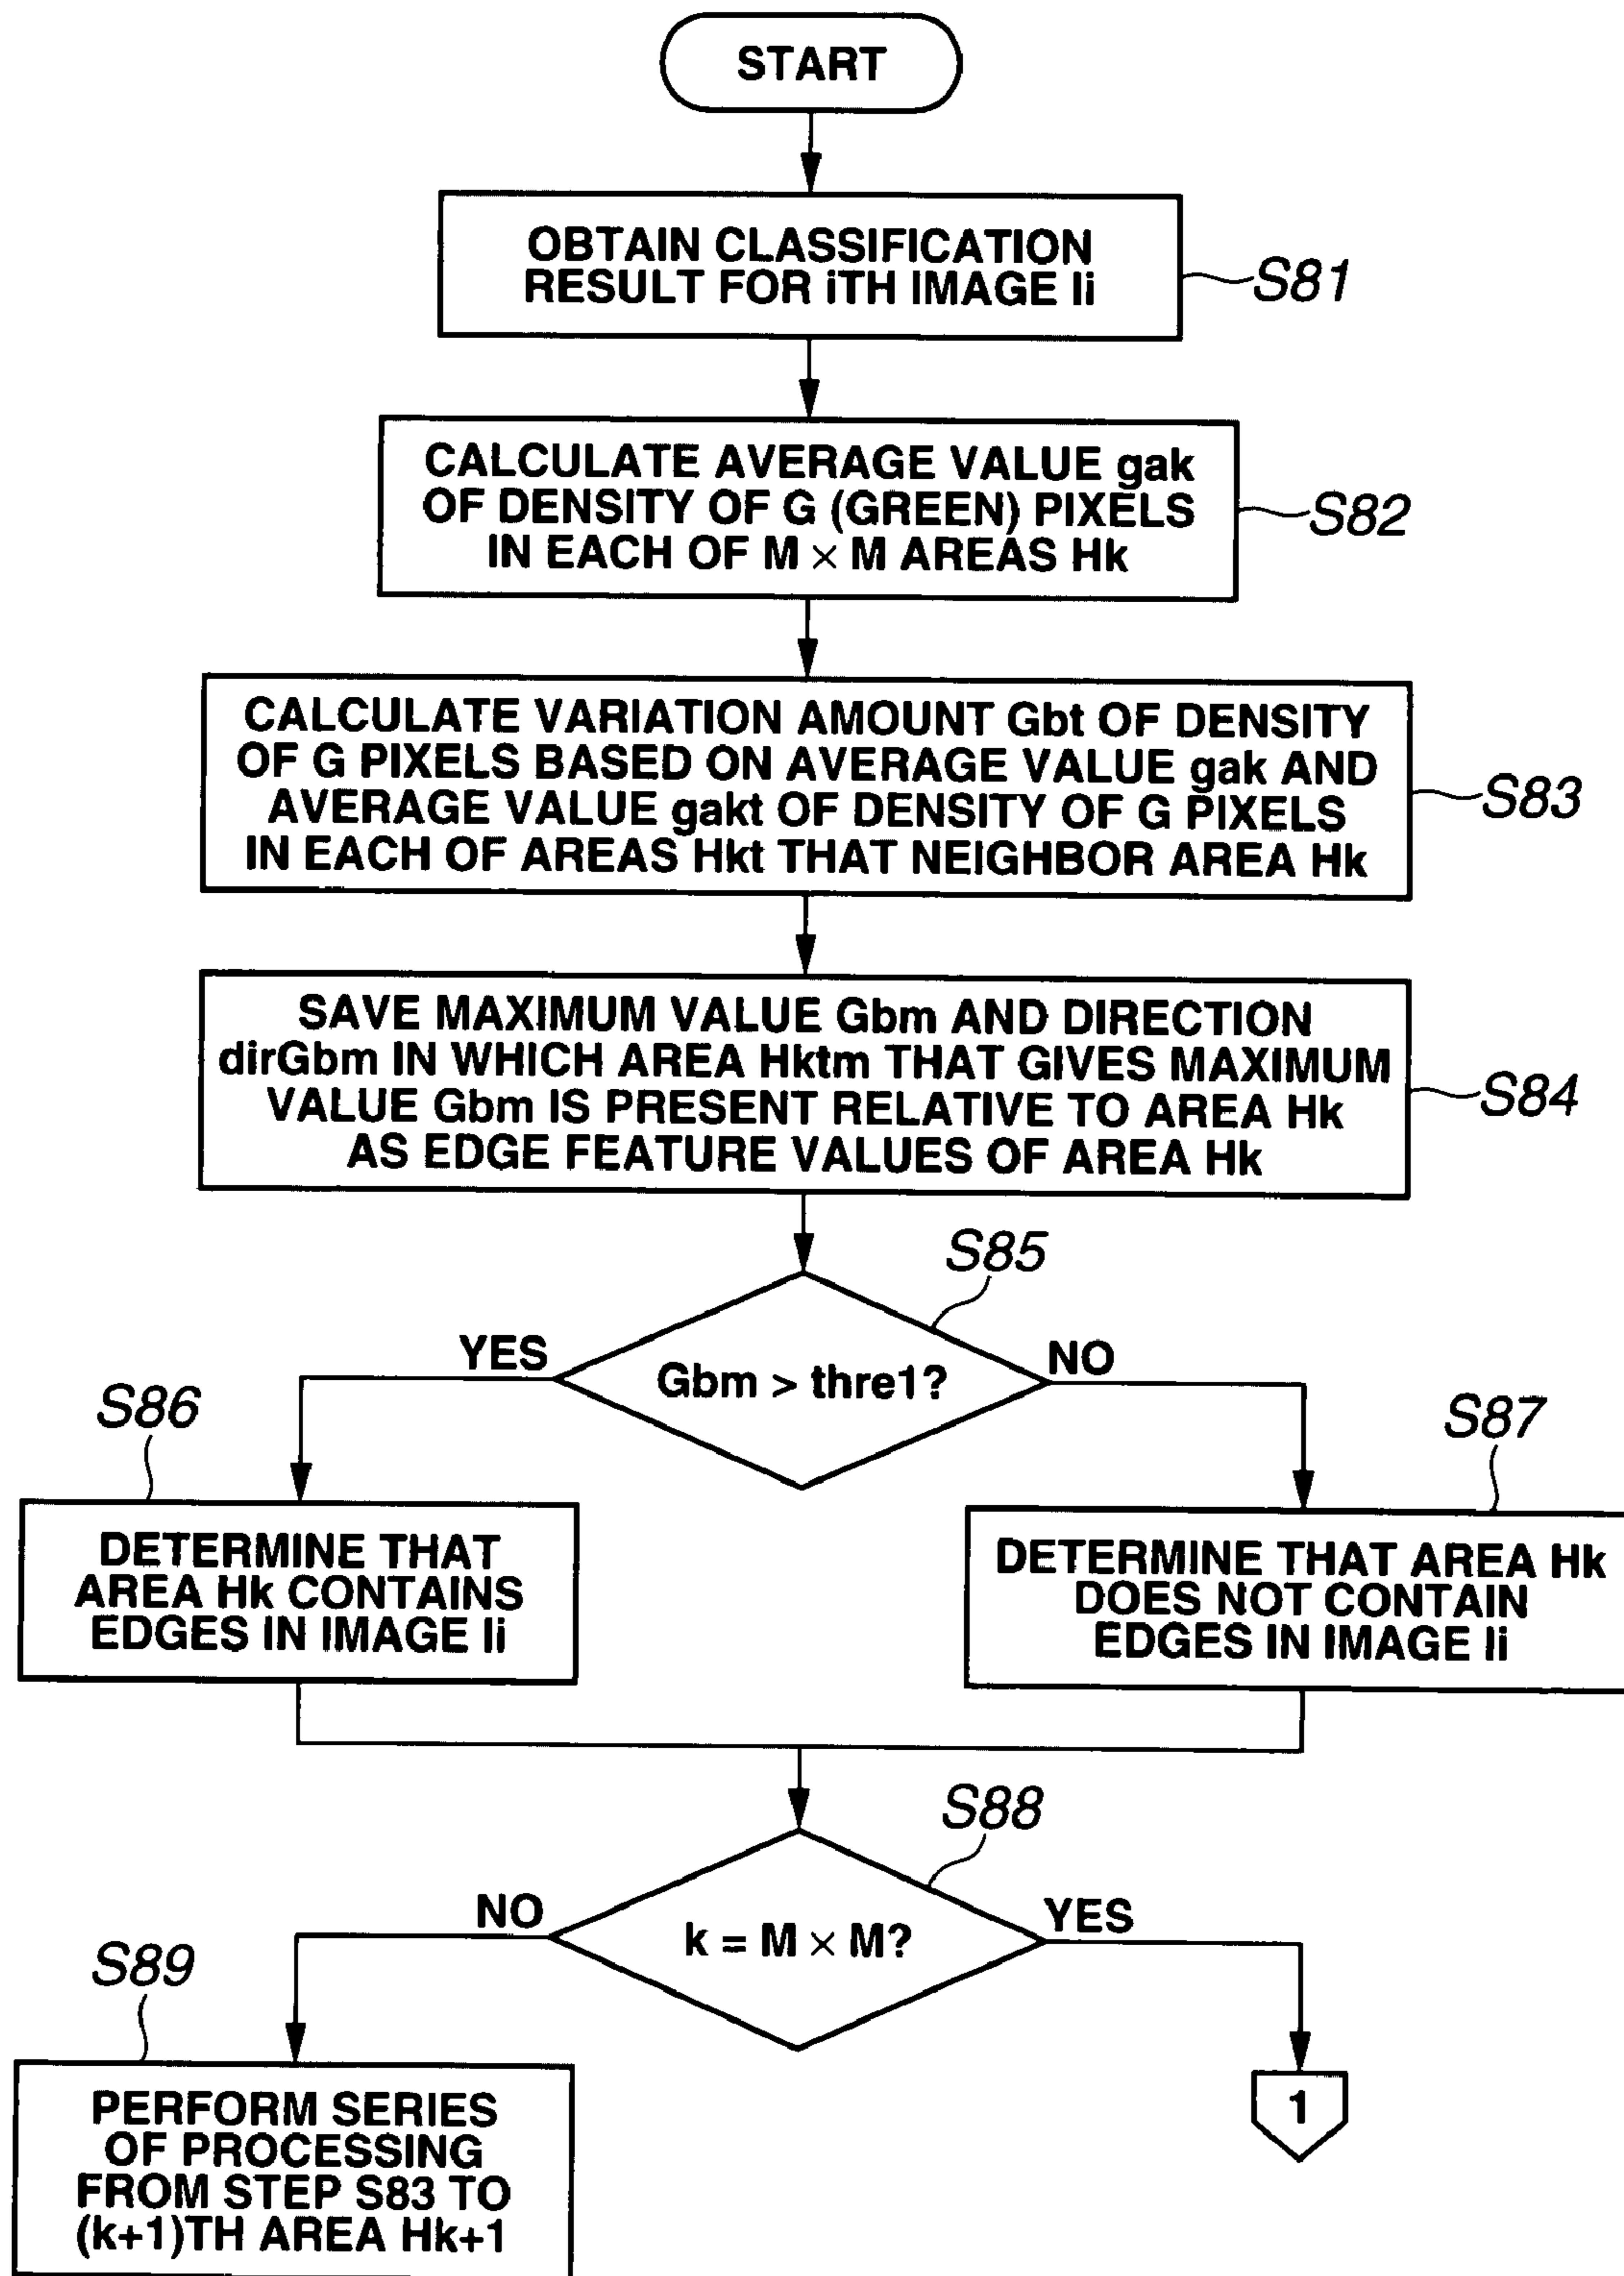 START
OBTAIN CLASSIFICATION
RESULT FOR iTH IMAGE Ii
S81
CALCULATE AVERAGE VALUE gak
OF DENSITY OF G (GREEN) PIXELS
IN EACH OF M × M AREAS Hk
S82
CALCULATE VARIATION AMOUNT Gbt OF DENSITY
OF G PIXELS BASED ON AVERAGE VALUE gak AND
AVERAGE VALUE gakt OF DENSITY OF G PIXELS
IN EACH OF AREAS Hkt THAT NEIGHBOR AREA Hk
S83
SAVE MAXIMUM VALUE Gbm AND DIRECTION
dirGbm IN WHICH AREA Hktm THAT GIVES MAXIMUM
VALUE Gbm IS PRESENT RELATIVE TO AREA Hk
AS EDGE FEATURE VALUES OF AREA Hk
S84
S85
Gbm > thre1?
YES
NO
S86
DETERMINE THAT
AREA Hk CONTAINS
EDGES IN IMAGE Ii
S87
DETERMINE THAT AREA Hk
DOES NOT CONTAIN
EDGES IN IMAGE Ii
S88
k = M × M?
NO
YES
S89
PERFORM SERIES
OF PROCESSING
FROM STEP S83 TO
(k+1)TH AREA Hk+1
1